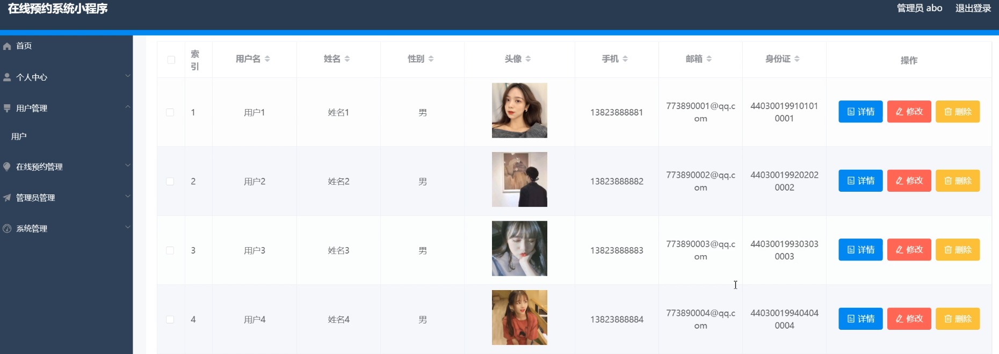 在线预约系统小程序
管理员 abo 退出登录
首页
个人中心
用户管理
用户
在线预约管理
管理员管理
系统管理
索引 用户名 姓名 性别 头像 手机 邮箱 身份证 操作
1 用户1 姓名1 男 13823888881 773890001@qq.com 440300199101010001 详情 修改 删除
2 用户2 姓名2 男 13823888882 773890002@qq.com 440300199202020002 详情 修改 删除
3 用户3 姓名3 男 13823888883 773890003@qq.com 440300199303030003 详情 修改 删除
4 用户4 姓名4 男 13823888884 773890004@qq.com 440300199404040004 详情 修改 删除